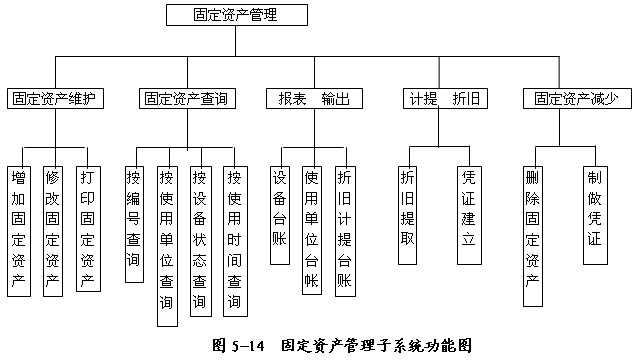 固定资产管理
固定资产维护
固定资产查询
报表 输出
计提 折旧
固定资产减少
增加固定资产
修改固定资产
打印固定资产
按编号查询
按使用单位查询
按设备状态查询
按使用时间查询
设备台账
使用单位台帐
折旧计提台账
折旧提取
凭证建立
删除固定资产
制做凭证
图 5-14 固定资产管理子系统功能图